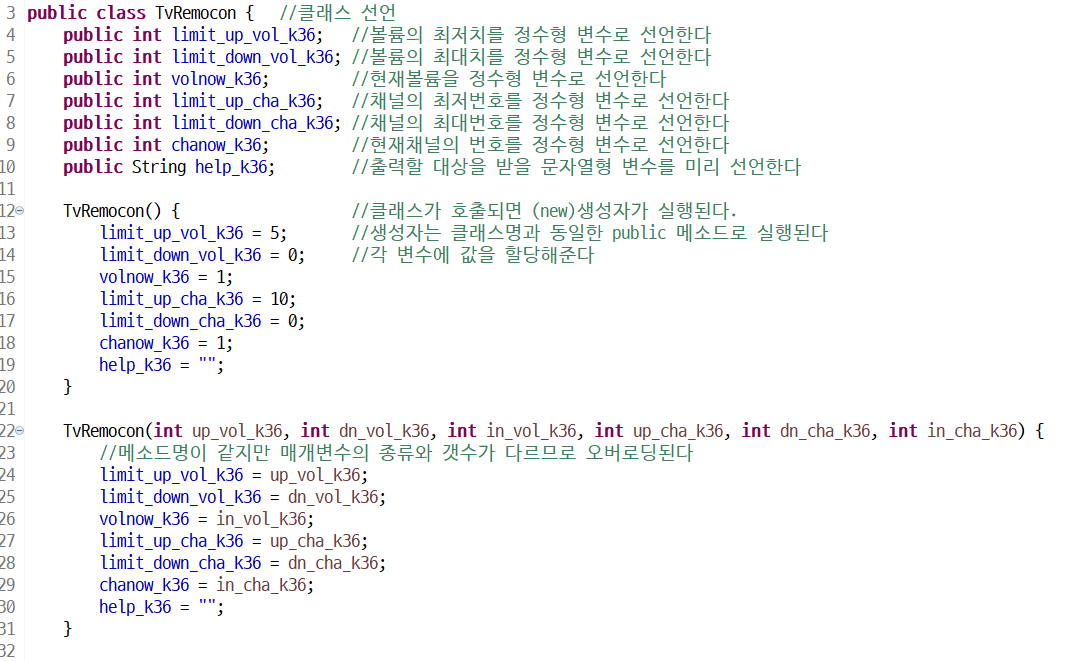 3 public class TvRemocon {   //클래스 선언
4     public int limit_up_vol_k36;   //볼륨의 최저치를 정수형 변수로 선언한다
5     public int limit_down_vol_k36; //볼륨의 최대치를 정수형 변수로 선언한다
6     public int volnow_k36;         //현재볼륨을 정수형 변수로 선언한다
7     public int limit_up_cha_k36;   //채널의 최저번호를 정수형 변수로 선언한다
8     public int limit_down_cha_k36; //채널의 최대번호를 정수형 변수로 선언한다
9     public int chanow_k36;         //현재채널의 번호를 정수형 변수로 선언한다
10     public String help_k36;        //출력할 대상을 받을 문자열형 변수를 미리 선언한다
11
12     TvRemocon() {                   //클래스가 호출되면 (new)생성자가 실행된다.
13         limit_up_vol_k36 = 5;       //생성자는 클래스명과 동일한 public 메소드로 실행된다
14         limit_down_vol_k36 = 0;     //각 변수에 값을 할당해준다
15         volnow_k36 = 1;
16         limit_up_cha_k36 = 10;
17         limit_down_cha_k36 = 0;
18         chanow_k36 = 1;
19         help_k36 = "";
20     }
21
22     TvRemocon(int up_vol_k36, int dn_vol_k36, int in_vol_k36, int up_cha_k36, int dn_cha_k36, int in_cha_k36) {
23         //메소드명이 같지만 매개변수의 종류와 갯수가 다르므로 오버로딩된다
24         limit_up_vol_k36 = up_vol_k36;
25         limit_down_vol_k36 = dn_vol_k36;
26         volnow_k36 = in_vol_k36;
27         limit_up_cha_k36 = up_cha_k36;
28         limit_down_cha_k36 = dn_cha_k36;
29         chanow_k36 = in_cha_k36;
30         help_k36 = "";
31     }
32